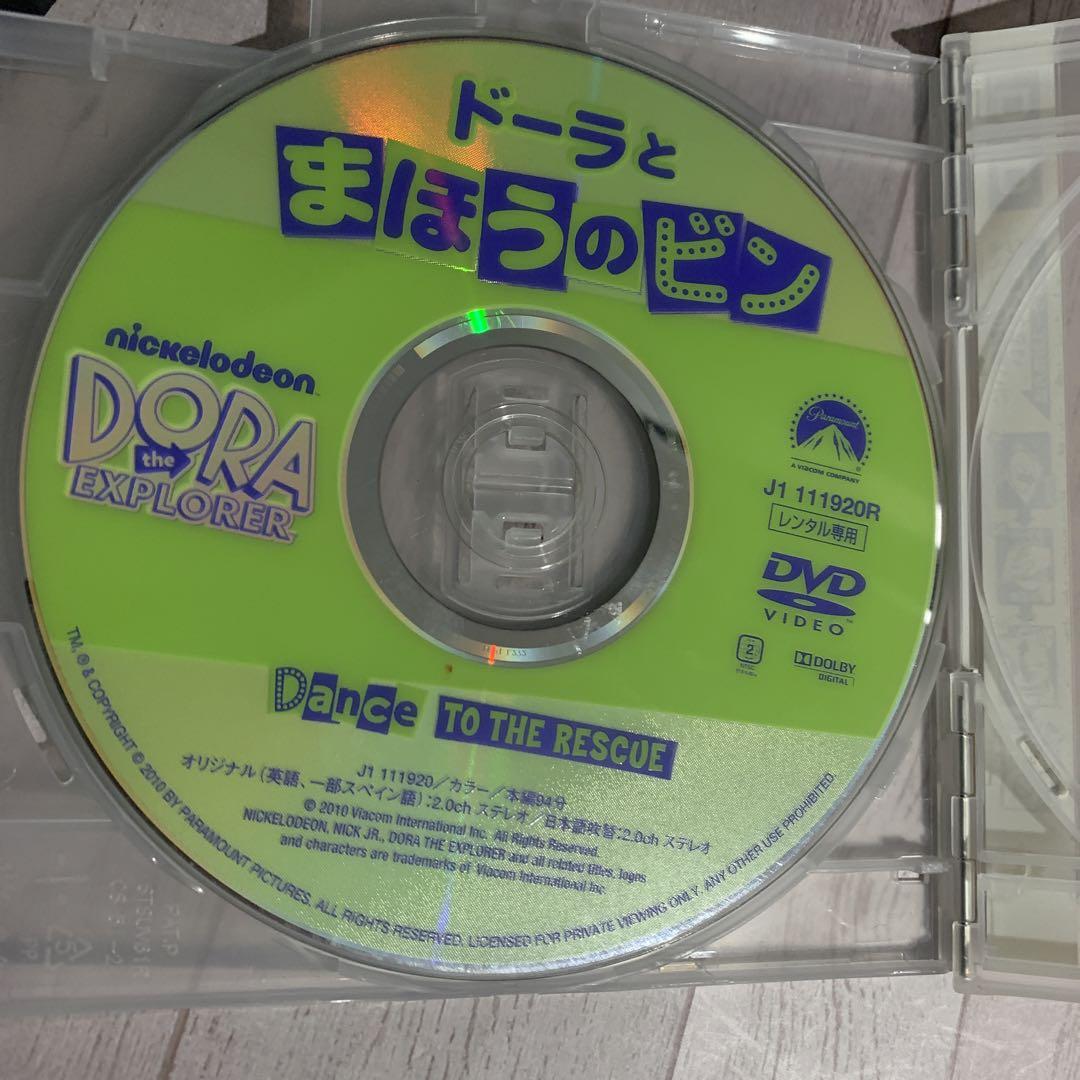 ドーラと
まほうのビン
nickelodeon™
DORA
the
EXPLORER™
Paramount
A VIACOM COMPANY
J1 111920R
レンタル専用
DVD
VIDEO™
2
NTSC
DOLBY
DIGITAL
Dance TO THE RESCUE
J1 111920/カラー/本編94分
オリジナル(英語、一部スペイン語):2.0ch ステレオ/日本語吹替:2.0ch ステレオ
© 2010 Viacom International Inc. All Rights Reserved.
NICKELODEON, NICK JR., DORA THE EXPLORER and all related titles, logos
and characters are trademarks of Viacom International Inc
TM, ® & COPYRIGHT © 2010 BY PARAMOUNT PICTURES. ALL RIGHTS RESERVED. LICENSED FOR PRIVATE VIEWING ONLY. ANY OTHER USE PROHIBITED.
PAT.P